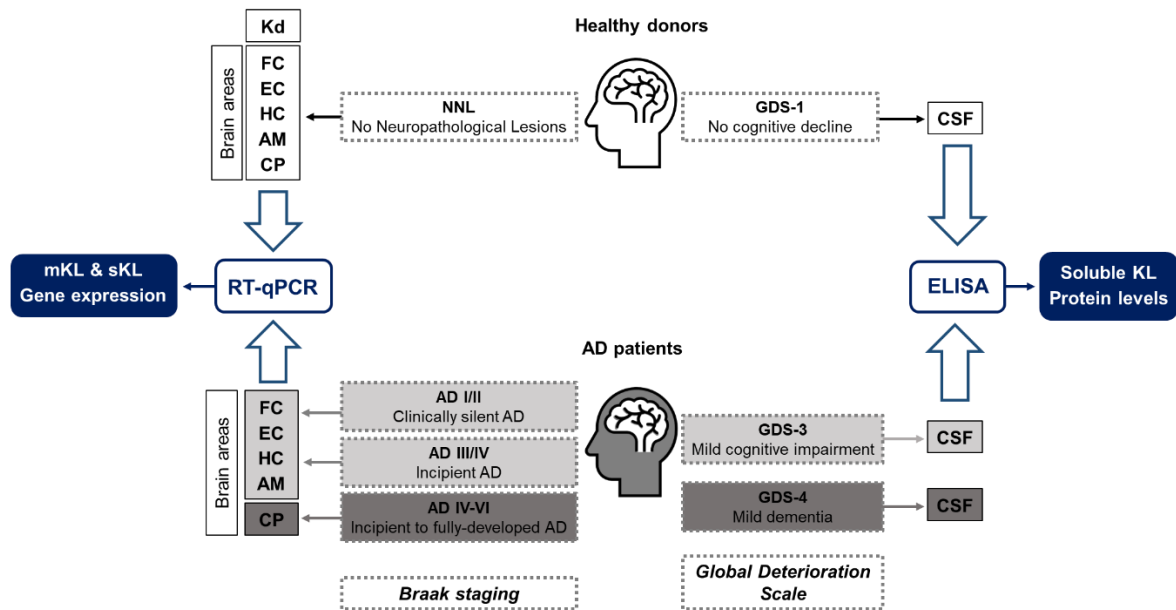 Healthy donors
Kd
Brain areas
FC
EC
HC
AM
CP
NNL
No Neuropathological Lesions
GDS-1
No cognitive decline
CSF
mKL & sKL
Gene expression
RT-qPCR
ELISA
Soluble KL
Protein levels
AD patients
Brain areas
FC
EC
HC
AM
CP
AD I/II
Clinically silent AD
AD III/IV
Incipient AD
AD IV-VI
Incipient to fully-developed AD
GDS-3
Mild cognitive impairment
CSF
GDS-4
Mild dementia
CSF
Braak staging
Global Deterioration
Scale